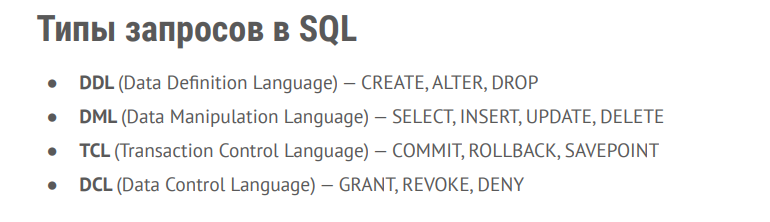 Типы запросов в SQL
● DDL (Data Definition Language) — CREATE, ALTER, DROP
● DML (Data Manipulation Language) — SELECT, INSERT, UPDATE, DELETE
● TCL (Transaction Control Language) — COMMIT, ROLLBACK, SAVEPOINT
● DCL (Data Control Language) — GRANT, REVOKE, DENY